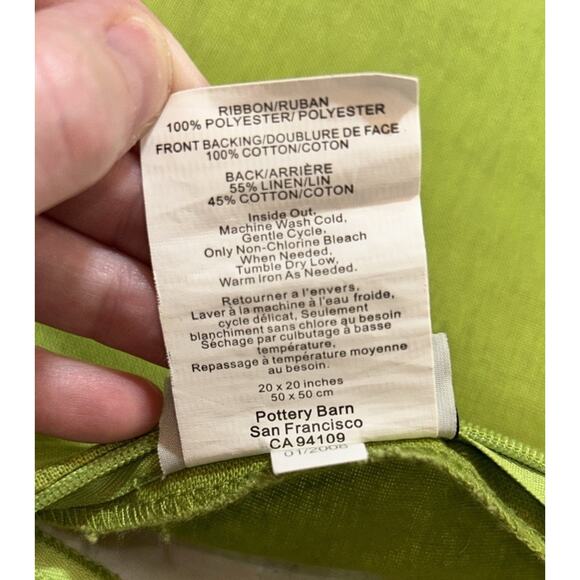 RIBBON/RUBAN
100% POLYESTER/ POLYESTER
FRONT BACKING/DOUBLURE DE FACE
100% COTTON/COTON
BACK/ARRIÈRE
55% LINEN/LIN
45% COTTON/COTON
Inside Out,
Machine Wash Cold,
Gentle Cycle,
Only Non-Chlorine Bleach
When Needed,
Tumble Dry Low,
Warm Iron As Needed.
Retourner a l'envers,
Laver à la machine à l'eau froide,
cycle délicat, Seulement
blanchiment sans chlore au besoin
Séchage par culbutage à basse
température.
Repassage à température moyenne
au besoin.
20 x 20 inches
50 x 50 cm
Pottery Barn
San Francisco
CA 94109
01/2008